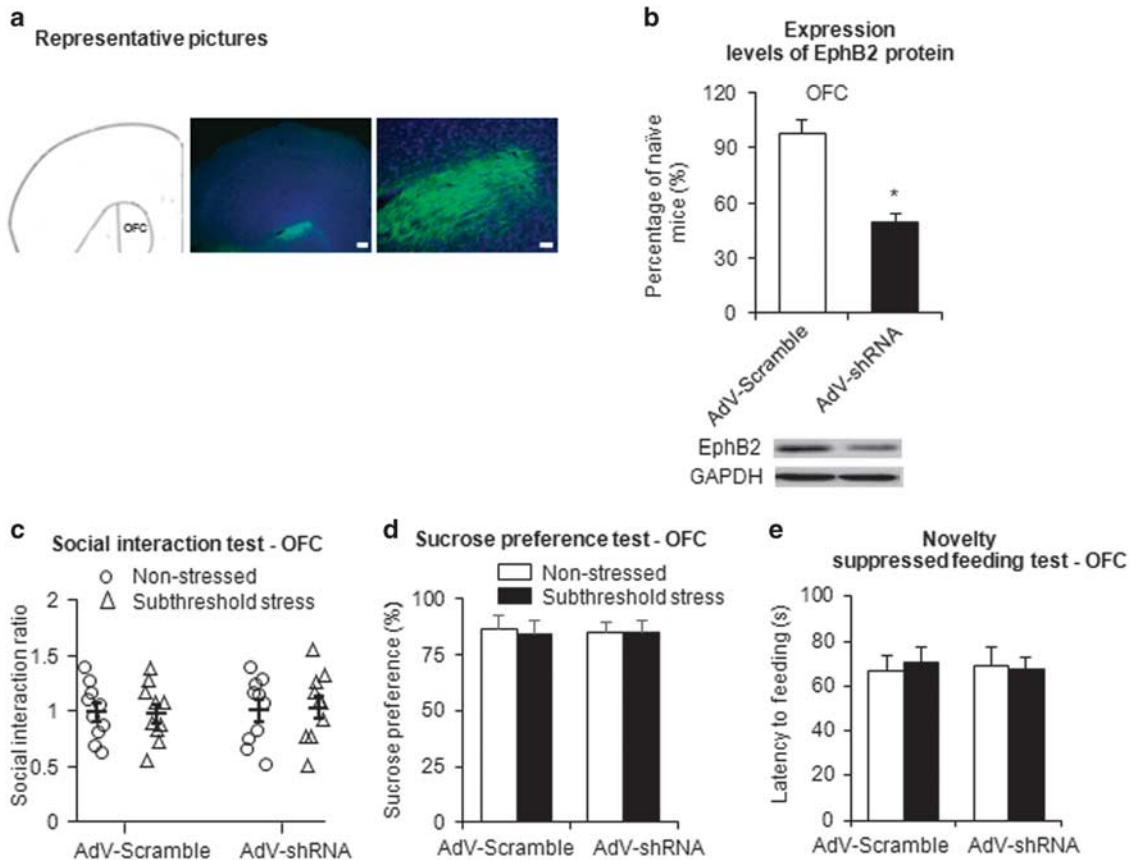 a
Representative pictures
OFC
b
Expression
levels of EphB2 protein
OFC
Percentage of naïve
mice (%)
120
90
60
30
0
*
AdV-Scramble
AdV-shRNA
EphB2
GAPDH
c
Social interaction test - OFC
Non-stressed
Subthreshold stress
Social interaction ratio
2
1.5
1
0.5
0
AdV-Scramble
AdV-shRNA
d
Sucrose preference test - OFC
Non-stressed
Subthreshold stress
Sucrose preference (%)
100
75
50
25
0
AdV-Scramble
AdV-shRNA
e
Novelty
suppressed feeding test - OFC
Latency to feeding (s)
100
80
60
40
20
0
AdV-Scramble
AdV-shRNA